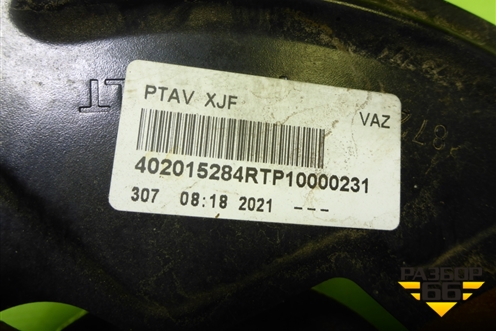 PTAV XJF
VAZ
402015284RTP10000231
307 08:18 2021 ---
РАЗБОР
66